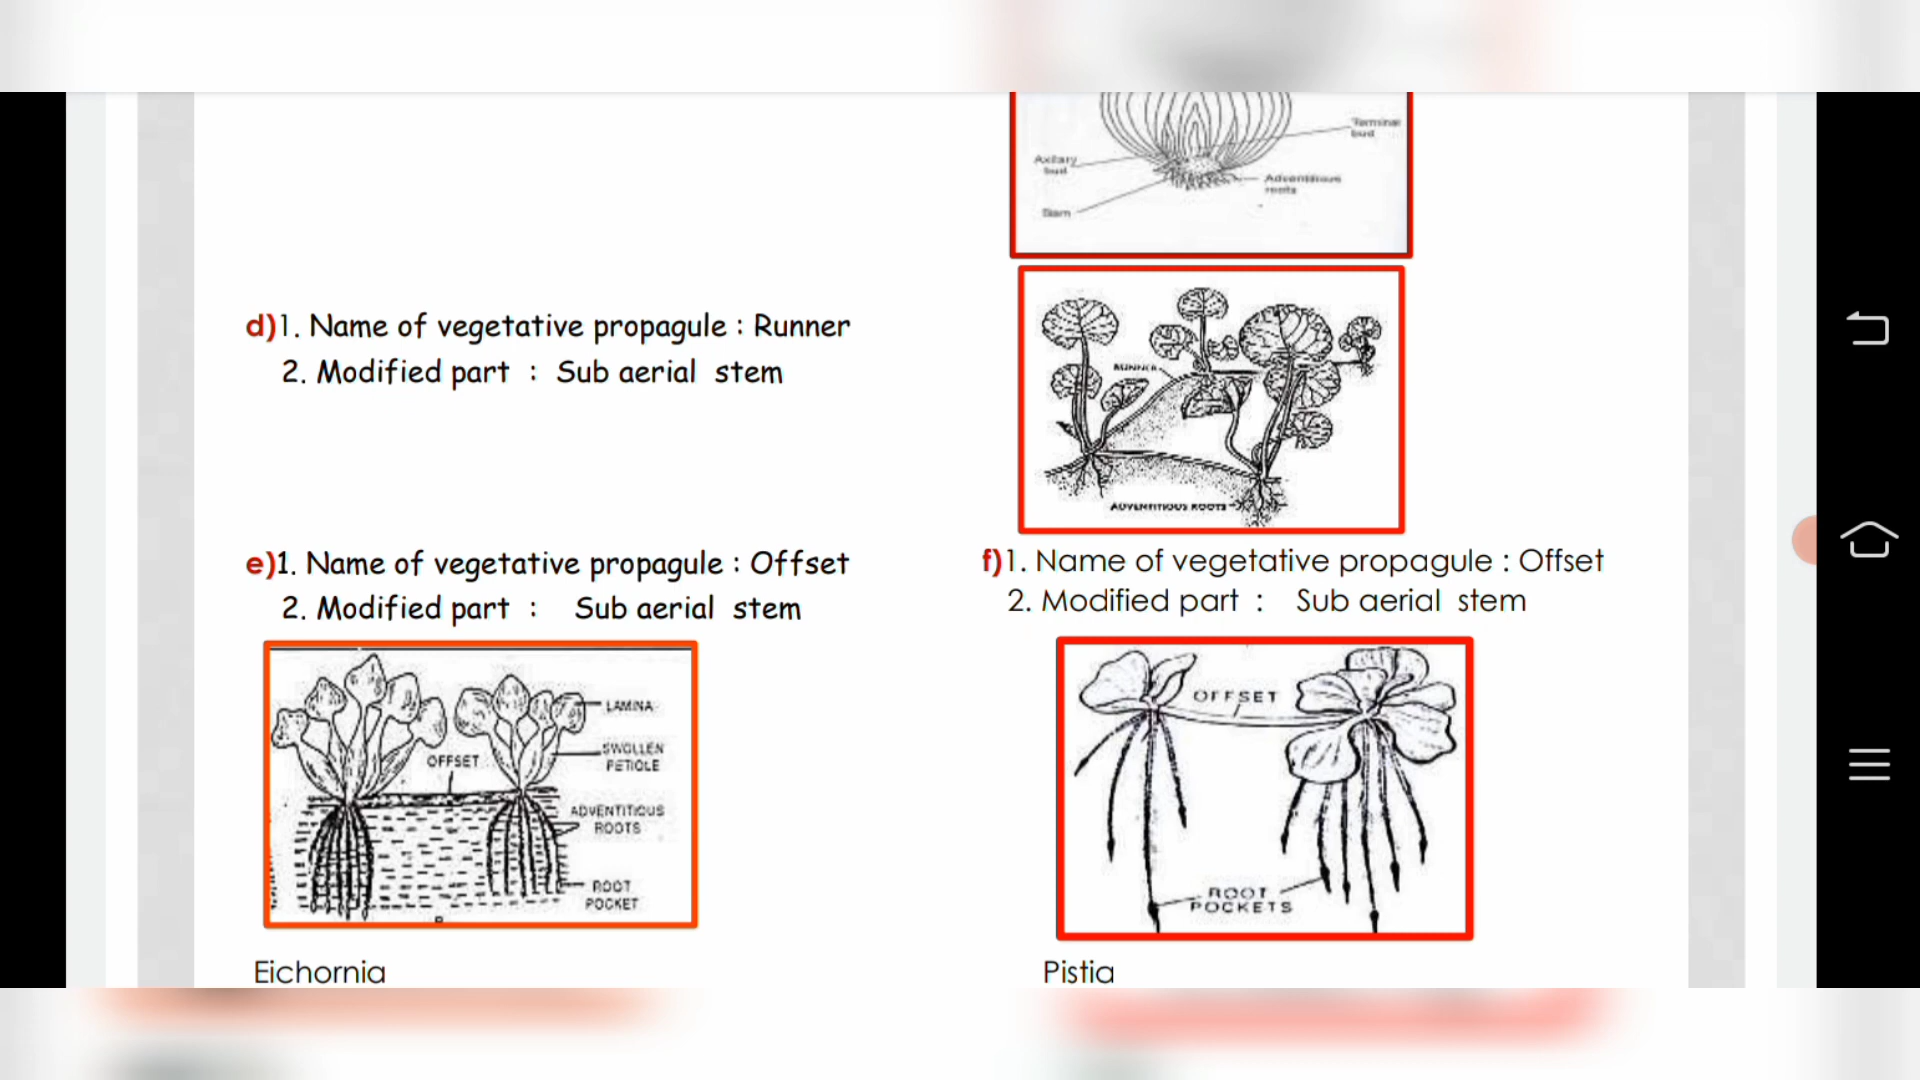 Terminal
bud
Axilary
bud
Adventitious
roots
Stem
d)1. Name of vegetative propagule : Runner
2. Modified part : Sub aerial stem
RUNNER
ADVENTITIOUS ROOTS
e)1. Name of vegetative propagule : Offset
2. Modified part : Sub aerial stem
LAMINA
SWOLLEN
PETIOLE
OFFSET
ADVENTITIOUS
ROOTS
ROOT
POCKET
Eichornia
f)1. Name of vegetative propagule : Offset
2. Modified part : Sub aerial stem
OFFSET
ROOT
POCKETS
Pistia